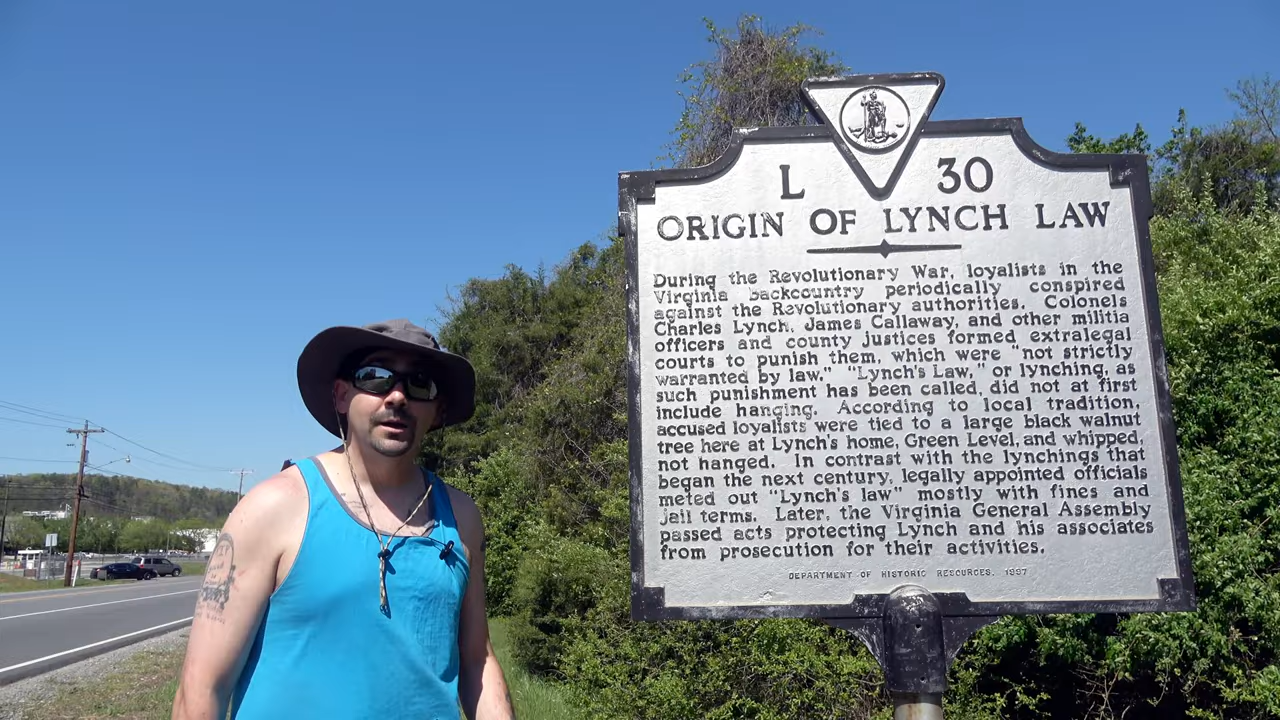 L 30
ORIGIN OF LYNCH LAW
During the Revolutionary War, loyalists in the
Virginia backcountry periodically conspired
against the Revolutionary authorities. Colonels
Charles Lynch, James Callaway, and other militia
officers and county justices formed extralegal
courts to punish them, which were "not strictly
warranted by law." "Lynch's Law," or lynching, as
such punishment has been called, did not at first
include hanging. According to local tradition,
accused loyalists were tied to a large black walnut
tree here at Lynch's home, Green Level, and whipped,
not hanged. In contrast with the lynchings that
began the next century, legally appointed officials
meted out "Lynch's law" mostly with fines and
jail terms. Later, the Virginia General Assembly
passed acts protecting Lynch and his associates
from prosecution for their activities.
DEPARTMENT OF HISTORIC RESOURCES, 1997